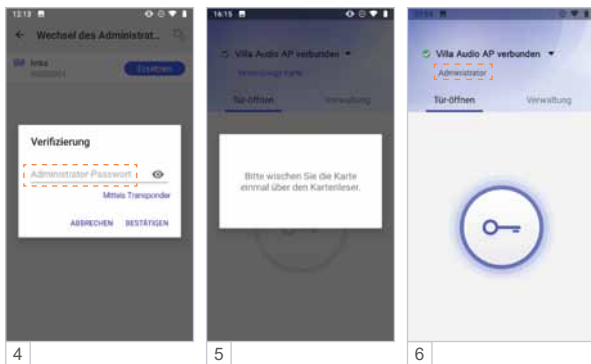 12:13
Wechsel des Administrat...
Ersetzen
Verifizierung
Administrator-Passwort
Mittels Transponder
ABBRECHEN BESTÄTIGEN
4
16:15
Villa Audio AP verbunden
Tür-Öffnen Verwaltung
Bitte wischen Sie die Karte
einmal über den Kartenleser.
5
Villa Audio AP verbunden
Administrator
Tür-Öffnen Verwaltung
6